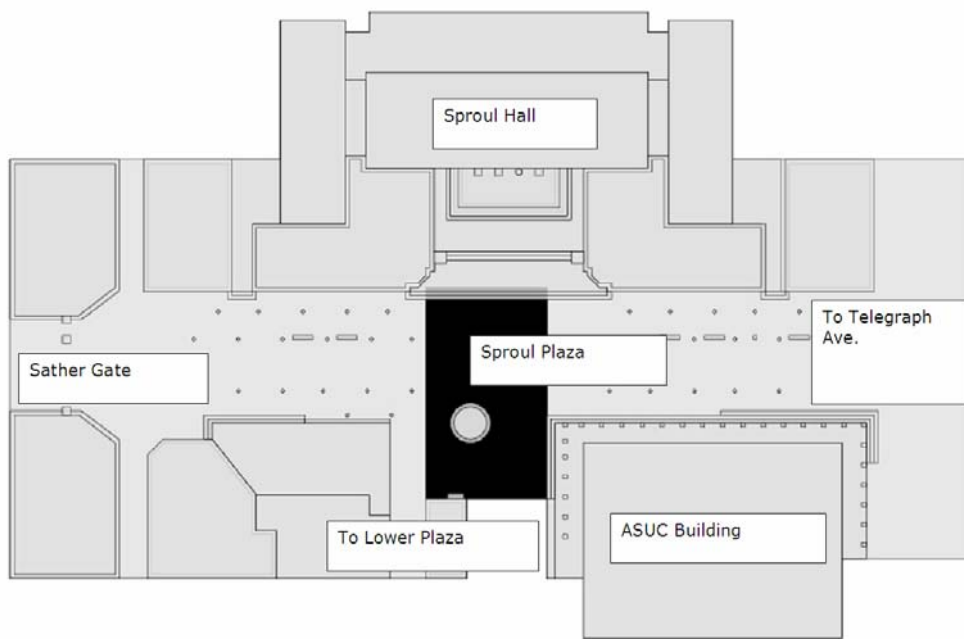 Sproul Hall
To Telegraph
Ave.
Sproul Plaza
Sather Gate
To Lower Plaza
ASUC Building